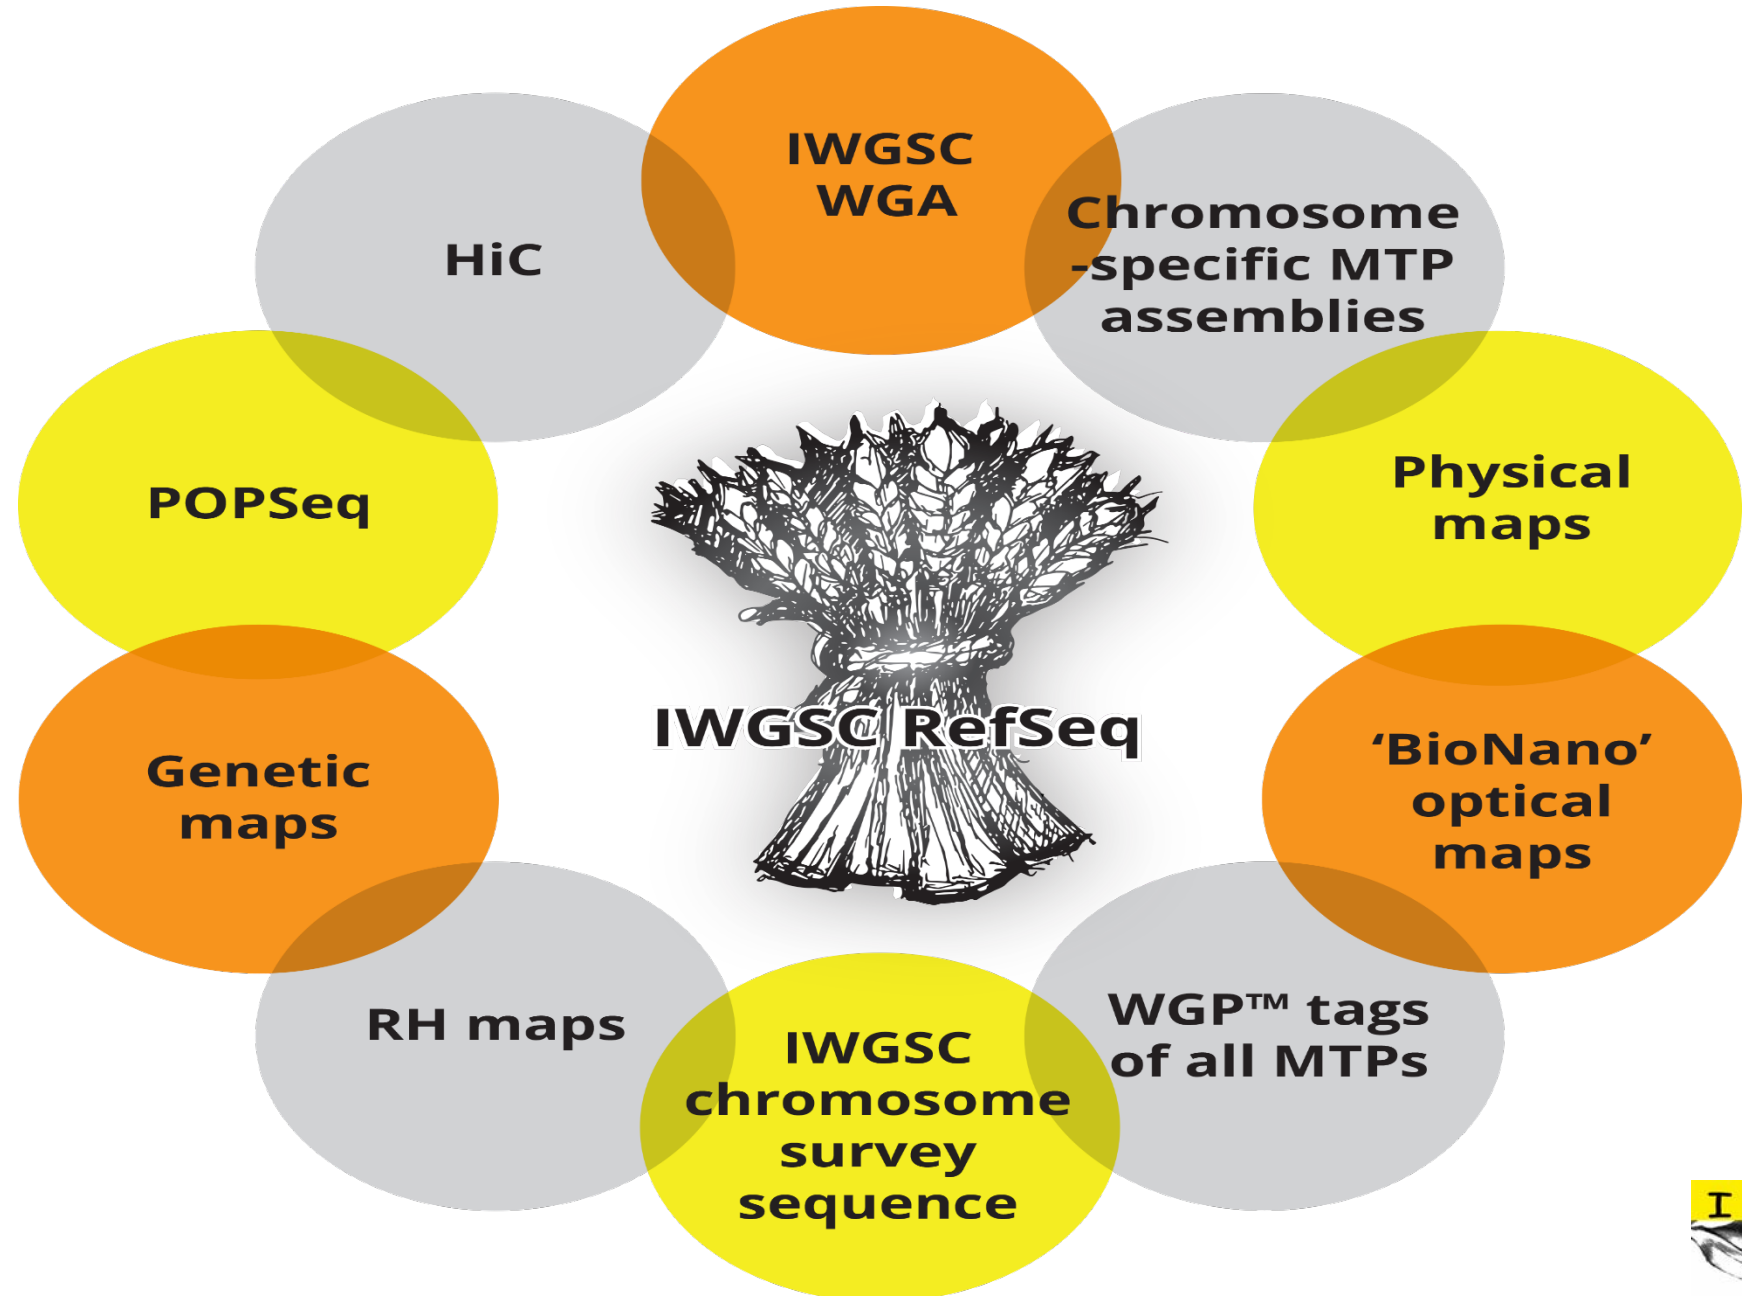 IWGSC
WGA
Chromosome
-specific MTP
assemblies
Physical
maps
‘BioNano’
optical
maps
WGP™ tags
of all MTPs
IWGSC
chromosome
survey
sequence
RH maps
Genetic
maps
POPSeq
HiC
IWGSC RefSeq
I